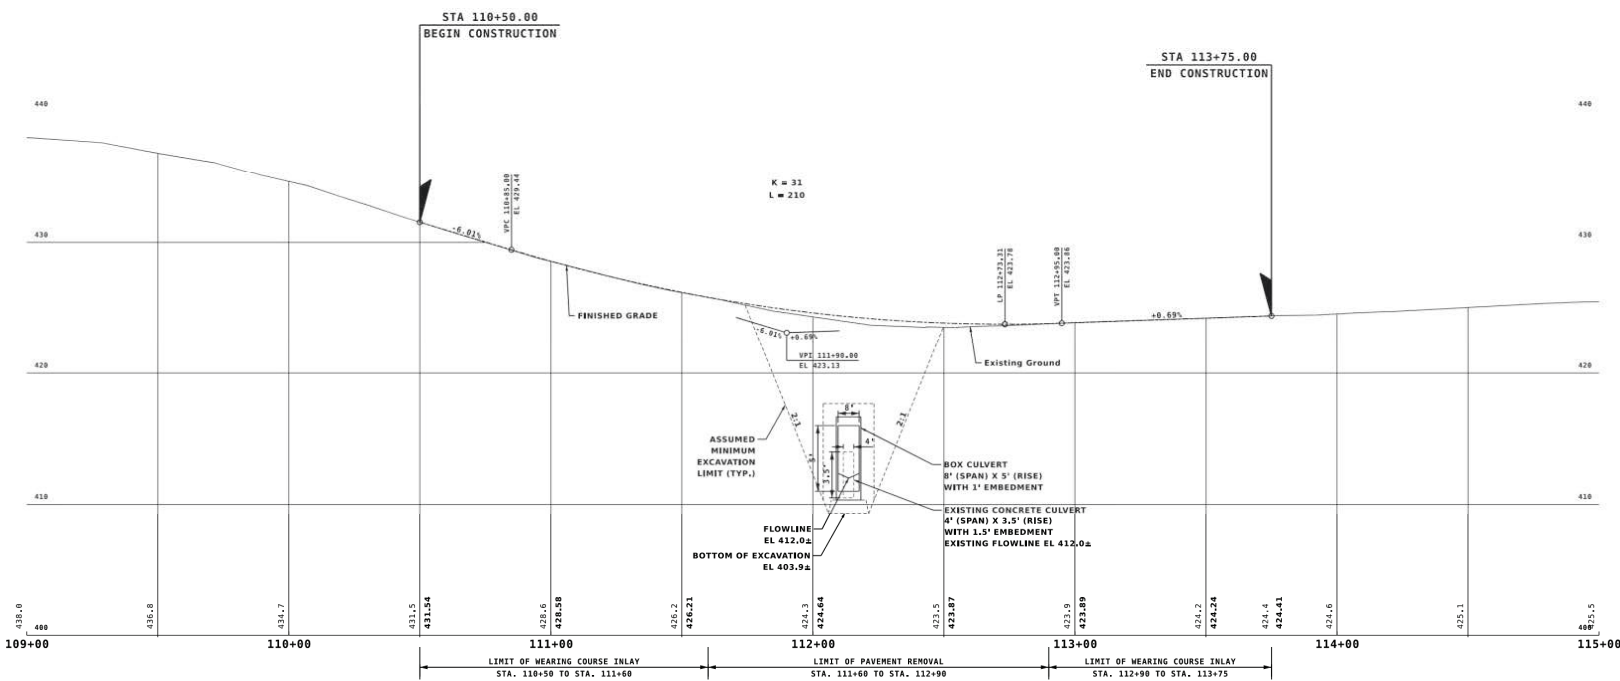 STA 110+50.00
BEGIN CONSTRUCTION
STA 113+75.00
END CONSTRUCTION
440
440
K = 31
L = 210
VPC 110+85.00
EL 429.44
-6.01%
430
430
LP 112+73.31
EL 423.78
VPT 112+95.00
EL 423.86
FINISHED GRADE
+0.69%
-6.01%
+0.69%
VPI 111+90.00
EL 423.13
Existing Ground
420
420
8'
2:1
2:1
ASSUMED
MINIMUM
EXCAVATION
LIMIT (TYP.)
4'
5'
3.5'
BOX CULVERT
8' (SPAN) X 5' (RISE)
WITH 1' EMBEDMENT
410
410
EXISTING CONCRETE CULVERT
4' (SPAN) X 3.5' (RISE)
WITH 1.5' EMBEDMENT
EXISTING FLOWLINE EL 412.0±
FLOWLINE
EL 412.0±
BOTTOM OF EXCAVATION
EL 403.9±
438.0
436.8
434.7
431.5
431.54
428.6
428.58
426.2
426.21
424.3
424.64
423.5
423.87
423.9
423.89
424.2
424.24
424.4
424.41
424.6
425.1
425.5
400
400
109+00
110+00
111+00
112+00
113+00
114+00
115+00
LIMIT OF WEARING COURSE INLAY
STA. 110+50 TO STA. 111+60
LIMIT OF PAVEMENT REMOVAL
STA. 111+60 TO STA. 112+90
LIMIT OF WEARING COURSE INLAY
STA. 112+90 TO STA. 113+75